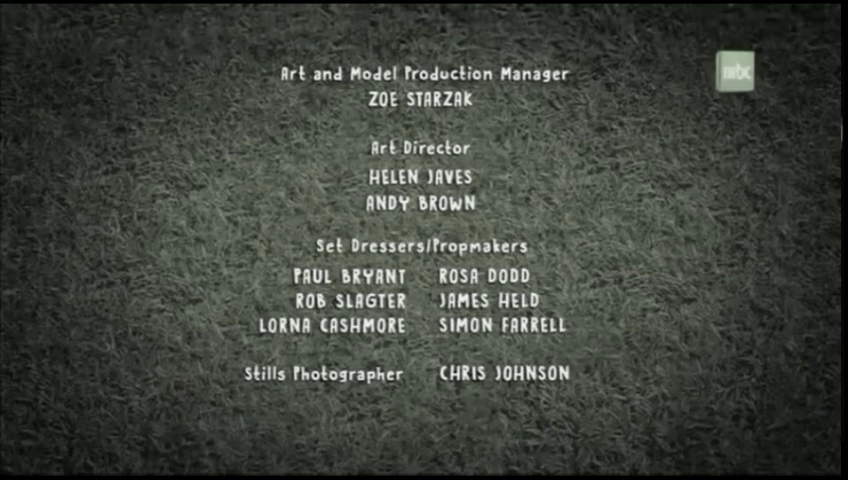 Art and Model Production Manager
ZOE STARZAK
mbc
Art Director
HELEN JAVES
ANDY BROWN
Set Dressers/Propmakers
PAUL BRYANT ROSA DODD
ROB SLAGTER JAMES HELD
LORNA CASHMORE SIMON FARRELL
Stills Photographer CHRIS JOHNSON